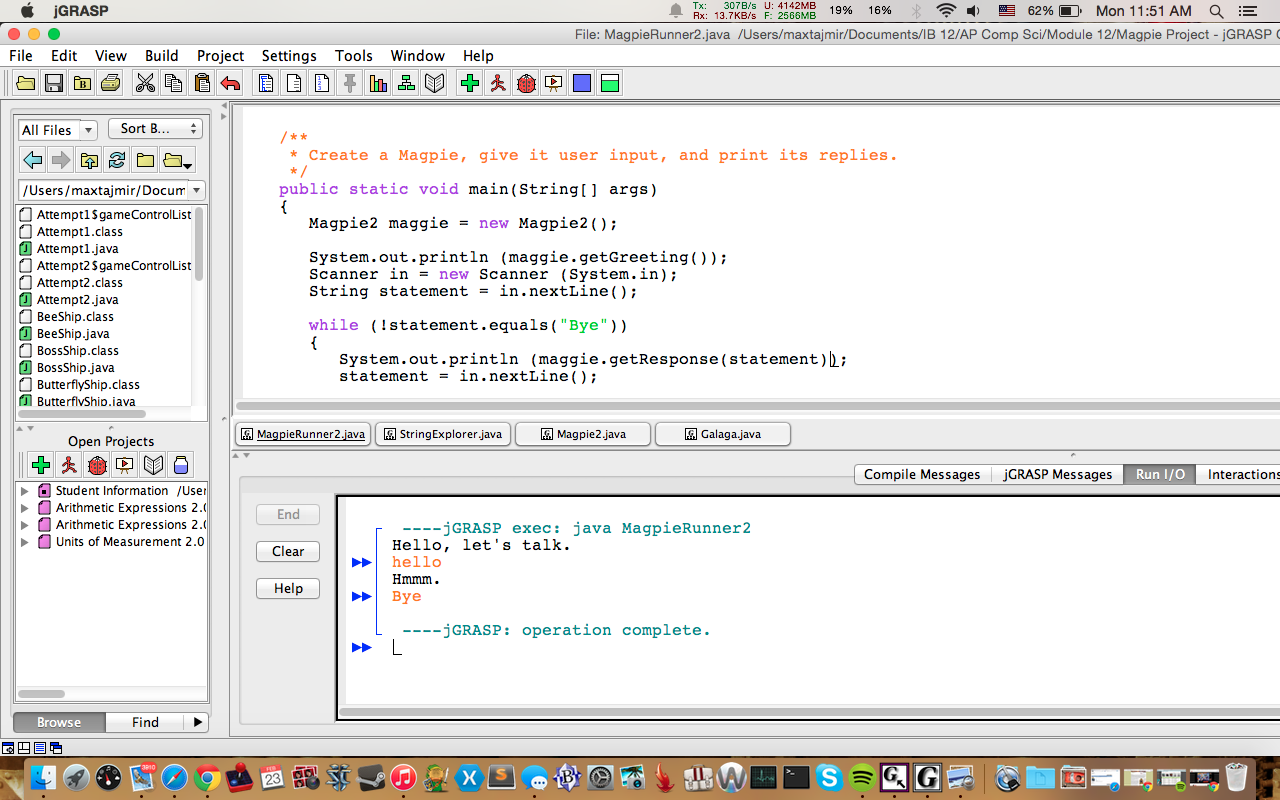 jGRASP
Tx: 307B/s U: 4142MB
Rx: 13.7KB/s F: 2566MB
19% 16% 62% Mon 11:51 AM
File: MagpieRunner2.java /Users/maxtajmir/Documents/IB 12/AP Comp Sci/Module 12/Magpie Project - jGRASP
File Edit View Build Project Settings Tools Window Help
All Files Sort B...
/Users/maxtajmir/Docum
Attempt1$gameControlList
Attempt1.class
Attempt1.java
Attempt2$gameControlList
Attempt2.class
Attempt2.java
BeeShip.class
BeeShip.java
BossShip.class
BossShip.java
ButterflyShip.class
ButterflyShip.java
Open Projects
Student Information /User
Arithmetic Expressions 2.0
Arithmetic Expressions 2.0
Units of Measurement 2.0
Browse Find
/**
* Create a Magpie, give it user input, and print its replies.
*/
public static void main(String[] args)
{
Magpie2 maggie = new Magpie2();
System.out.println (maggie.getGreeting());
Scanner in = new Scanner (System.in);
String statement = in.nextLine();
while (!statement.equals("Bye"))
{
System.out.println (maggie.getResponse(statement));
statement = in.nextLine();
MagpieRunner2.java StringExplorer.java Magpie2.java Galaga.java
Compile Messages jGRASP Messages Run I/O Interactions
End
Clear
Help
----jGRASP exec: java MagpieRunner2
Hello, let's talk.
hello
Hmmm.
Bye
----jGRASP: operation complete.
3910
FEB
23